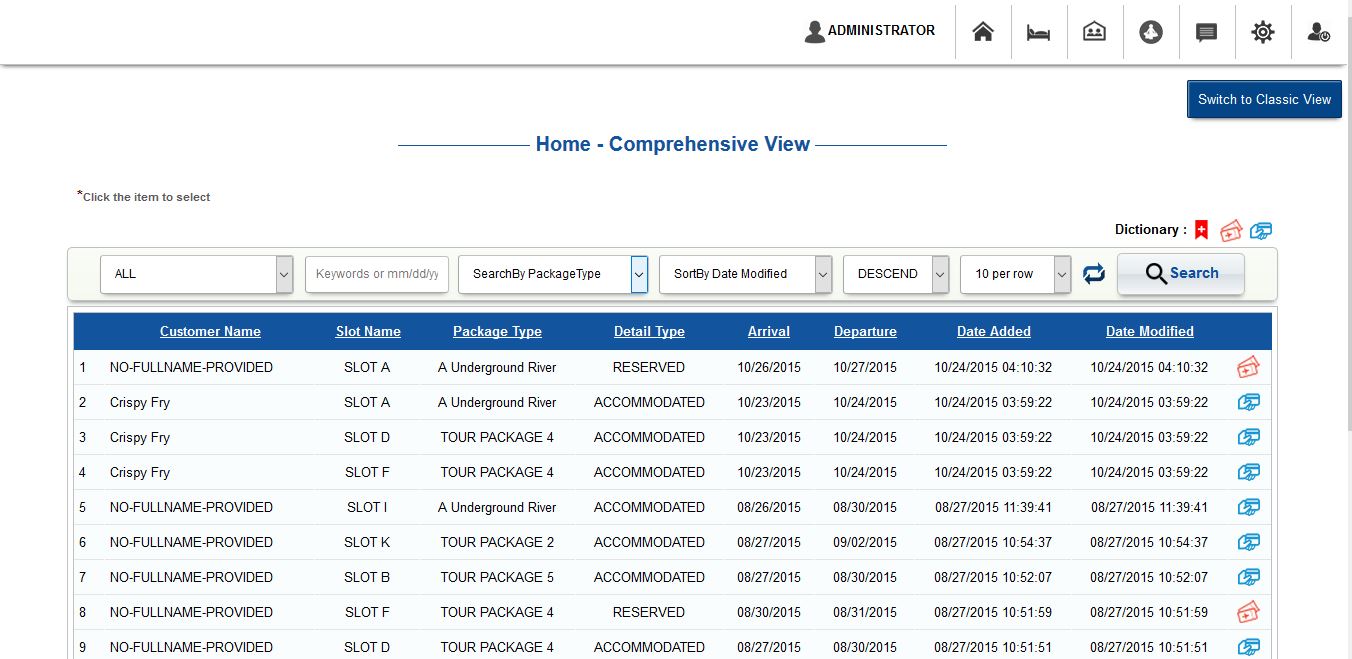 ADMINISTRATOR
Switch to Classic View
Home - Comprehensive View
*Click the item to select
Dictionary :
ALL Keywords or mm/dd/yy SearchBy PackageType SortBy Date Modified DESCEND 10 per row Search
Customer Name Slot Name Package Type Detail Type Arrival Departure Date Added Date Modified
1 NO-FULLNAME-PROVIDED SLOT A A Underground River RESERVED 10/26/2015 10/27/2015 10/24/2015 04:10:32 10/24/2015 04:10:32
2 Crispy Fry SLOT A A Underground River ACCOMMODATED 10/23/2015 10/24/2015 10/24/2015 03:59:22 10/24/2015 03:59:22
3 Crispy Fry SLOT D TOUR PACKAGE 4 ACCOMMODATED 10/23/2015 10/24/2015 10/24/2015 03:59:22 10/24/2015 03:59:22
4 Crispy Fry SLOT F TOUR PACKAGE 4 ACCOMMODATED 10/23/2015 10/24/2015 10/24/2015 03:59:22 10/24/2015 03:59:22
5 NO-FULLNAME-PROVIDED SLOT I A Underground River ACCOMMODATED 08/26/2015 08/30/2015 08/27/2015 11:39:41 08/27/2015 11:39:41
6 NO-FULLNAME-PROVIDED SLOT K TOUR PACKAGE 2 ACCOMMODATED 08/27/2015 09/02/2015 08/27/2015 10:54:37 08/27/2015 10:54:37
7 NO-FULLNAME-PROVIDED SLOT B TOUR PACKAGE 5 ACCOMMODATED 08/27/2015 08/30/2015 08/27/2015 10:52:07 08/27/2015 10:52:07
8 NO-FULLNAME-PROVIDED SLOT F TOUR PACKAGE 4 RESERVED 08/30/2015 08/31/2015 08/27/2015 10:51:59 08/27/2015 10:51:59
9 NO-FULLNAME-PROVIDED SLOT D TOUR PACKAGE 4 ACCOMMODATED 08/27/2015 08/30/2015 08/27/2015 10:51:51 08/27/2015 10:51:51